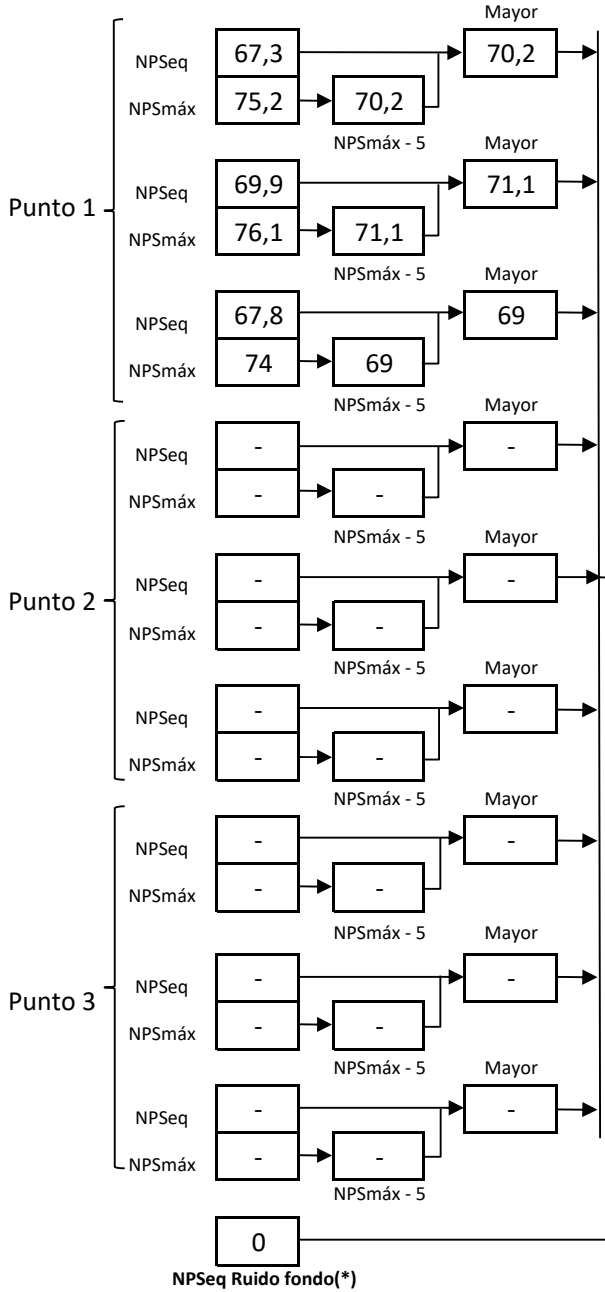 Mayor
NPSeq 67,3 70,2
NPSmáx 75,2 70,2
NPSmáx - 5 Mayor
Punto 1
NPSeq 69,9 71,1
NPSmáx 76,1 71,1
NPSmáx - 5 Mayor
NPSeq 67,8 69
NPSmáx 74 69
NPSmáx - 5 Mayor
NPSeq - -
NPSmáx - -
NPSmáx - 5 Mayor
Punto 2
NPSeq - -
NPSmáx - -
NPSmáx - 5 Mayor
NPSeq - -
NPSmáx - -
NPSmáx - 5 Mayor
NPSeq - -
NPSmáx - -
NPSmáx - 5 Mayor
Punto 3
NPSeq - -
NPSmáx - -
NPSmáx - 5 Mayor
NPSeq - -
NPSmáx - -
NPSmáx - 5
0
NPSeq Ruido fondo(*)